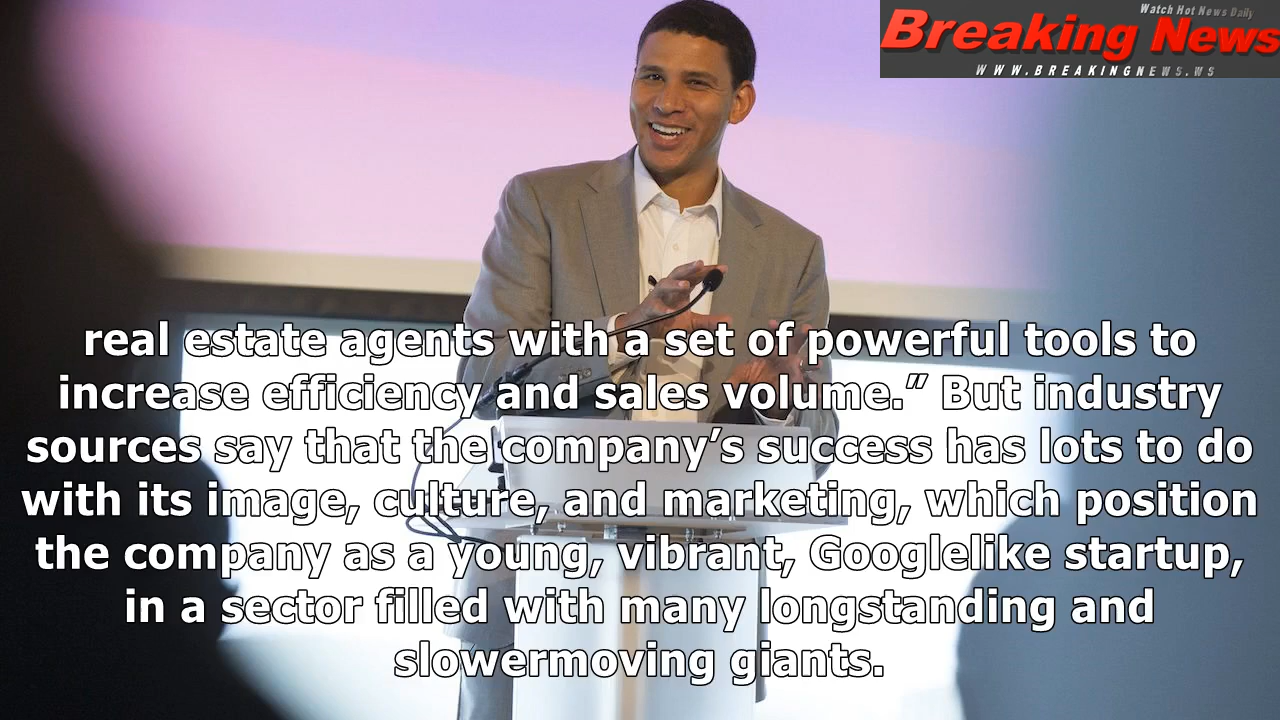 Watch Hot News Daily
Breaking News
WWW.BREAKINGNEWS.WS
real estate agents with a set of powerful tools to
increase efficiency and sales volume.” But industry
sources say that the company’s success has lots to do
with its image, culture, and marketing, which position
the company as a young, vibrant, Googlelike startup,
in a sector filled with many longstanding and
slowermoving giants.